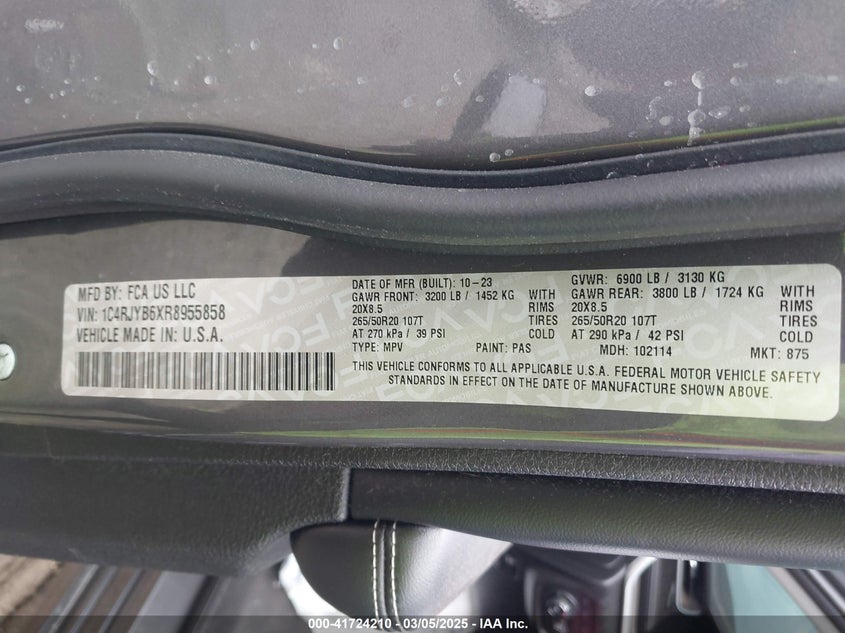 MFD BY: FCA US LLC
VIN: 1C4RJYB6XR8955858
VEHICLE MADE IN: U.S.A.
DATE OF MFR (BUILT): 10-23 GVWR: 6900 LB / 3130 KG
GAWR FRONT: 3200 LB / 1452 KG WITH GAWR REAR: 3800 LB / 1724 KG WITH
20X8.5 RIMS 20X8.5 RIMS
265/50R20 107T TIRES 265/50R20 107T TIRES
AT 270 kPa / 39 PSI COLD AT 290 kPa / 42 PSI COLD
TYPE: MPV PAINT: PAS MDH: 102114 MKT: 875
THIS VEHICLE CONFORMS TO ALL APPLICABLE U.S.A. FEDERAL MOTOR VEHICLE SAFETY
STANDARDS IN EFFECT ON THE DATE OF MANUFACTURE SHOWN ABOVE.
000-41724210 - 03/05/2025 - IAA Inc.